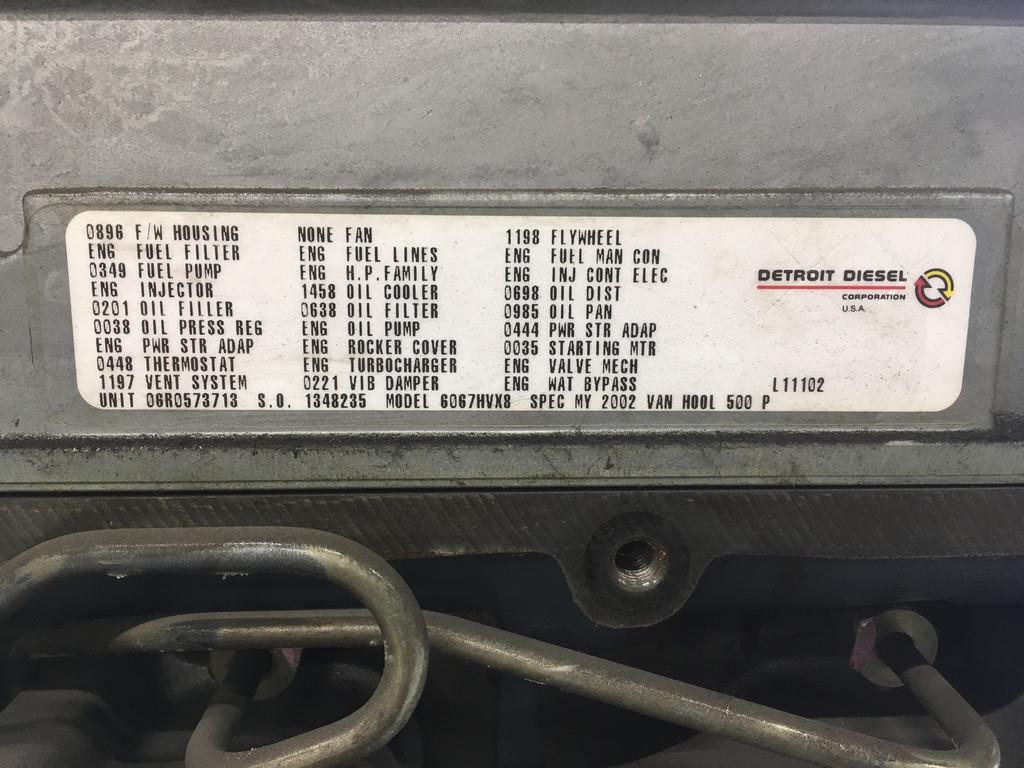 0896 F/W HOUSING NONE FAN 1198 FLYWHEEL
ENG FUEL FILTER ENG FUEL LINES ENG FUEL MAN CON
0349 FUEL PUMP ENG H.P.FAMILY ENG INJ CONT ELEC
ENG INJECTOR 1458 OIL COOLER 0698 OIL DIST
0201 OIL FILLER 0638 OIL FILTER 0985 OIL PAN
0038 OIL PRESS REG ENG OIL PUMP 0444 PWR STR ADAP
ENG PWR STR ADAP ENG ROCKER COVER 0035 STARTING MTR
0448 THERMOSTAT ENG TURBOCHARGER ENG VALVE MECH
1197 VENT SYSTEM 0221 VIB DAMPER ENG WAT BYPASS L11102
UNIT 06R0573713 S.O. 1348235 MODEL 6067HVX8 SPEC MY 2002 VAN HOOL 500 P
DETROIT DIESEL
CORPORATION
U.S.A.